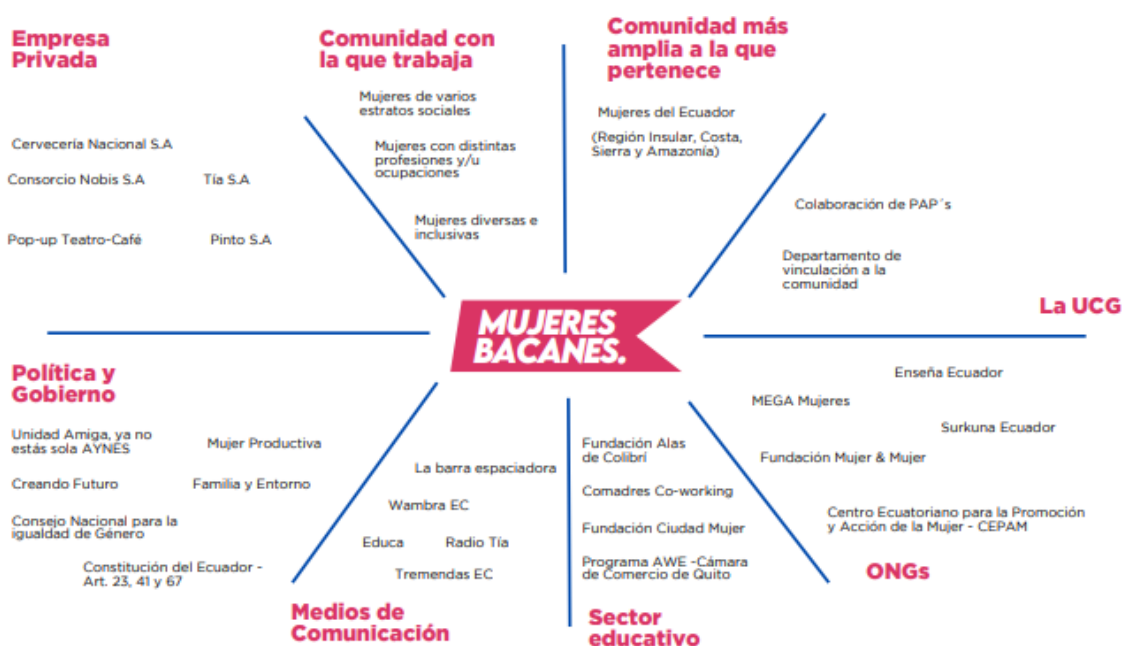 Empresa
Privada
Cervecería Nacional S.A
Consorcio Nobis S.A
Tía S.A
Pop-up Teatro-Café
Pinto S.A
Comunidad con
la que trabaja
Mujeres de varios
estratos sociales
Mujeres con distintas
profesiones y/u
ocupaciones
Mujeres diversas e
inclusivas
Comunidad más
amplia a la que
pertenece
Mujeres del Ecuador
(Región Insular, Costa,
Sierra y Amazonía)
Colaboración de PAP´s
Departamento de
vinculación a la
comunidad
La UCG
MUJERES
BACANES.
Política y
Gobierno
Unidad Amiga, ya no
estás sola AYNES
Mujer Productiva
Creando Futuro
Familia y Entorno
Consejo Nacional para la
igualdad de Género
Constitución del Ecuador -
Art. 23, 41 y 67
La barra espaciadora
Wambra EC
Educa
Radio Tía
Tremendas EC
Medios de
Comunicación
Fundación Alas
de Colibrí
Comadres Co-working
Fundación Ciudad Mujer
Programa AWE -Cámara
de Comercio de Quito
Sector
educativo
Enseña Ecuador
MEGA Mujeres
Surkuna Ecuador
Fundación Mujer & Mujer
Centro Ecuatoriano para la Promoción
y Acción de la Mujer - CEPAM
ONGs